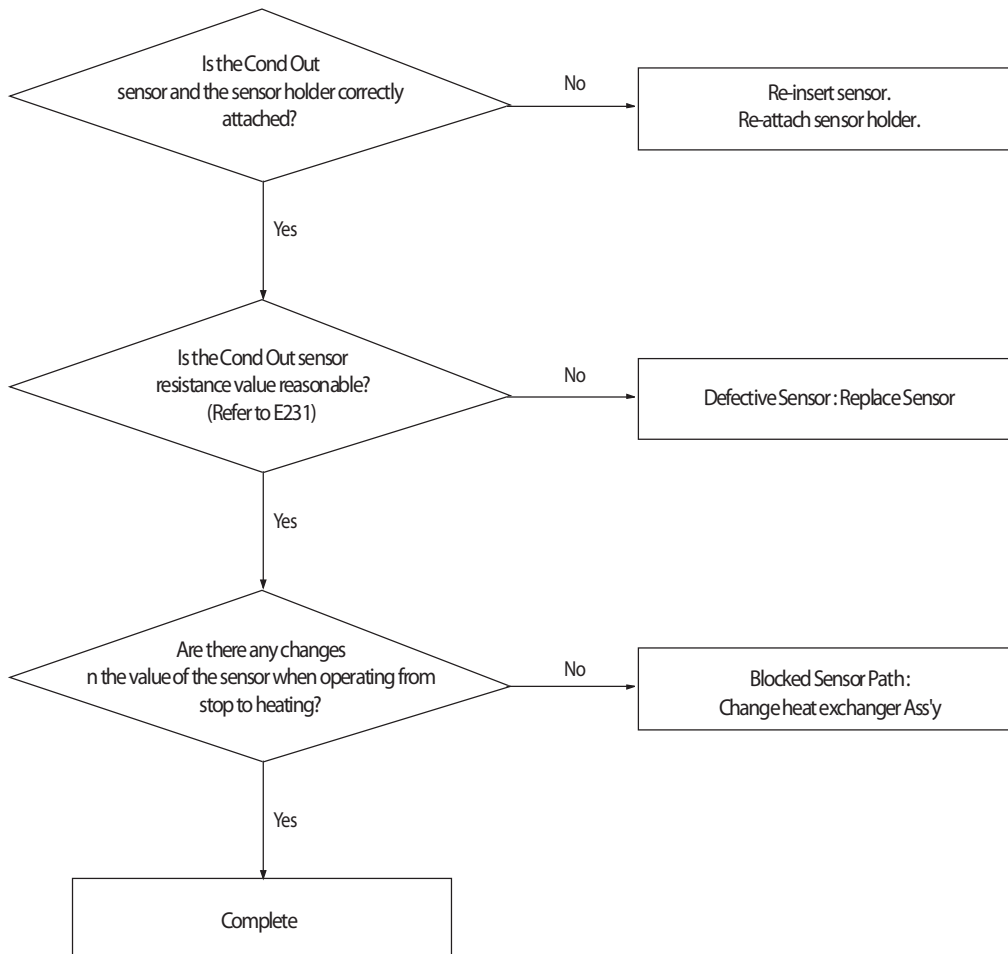 Is the Cond Out
sensor and the sensor holder correctly
attached?
No
Re-insert sensor.
Re-attach sensor holder.
Yes
Is the Cond Out sensor
resistance value reasonable?
(Refer to E231)
No
Defective Sensor : Replace Sensor
Yes
Are there any changes
n the value of the sensor when operating from
stop to heating?
No
Blocked Sensor Path :
Change heat exchanger Ass'y
Yes
Complete